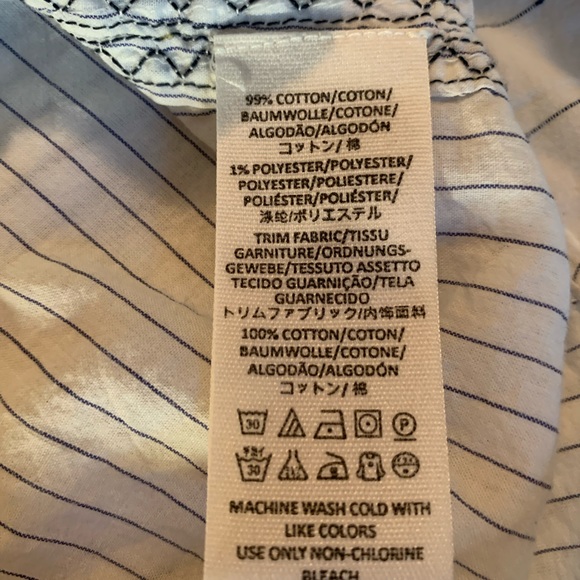 99% COTTON/COTON/
BAUMWOLLE/COTONE/
ALGODÃO/ALGODÓN
コットン/棉
1% POLYESTER/POLYESTER/
POLYESTER/POLIESTERE/
POLIÉSTER/POLIÉSTER/
涤纶/ポリエステル
TRIM FABRIC/TISSU
GARNITURE/ORDNUNGS-
GEWEBE/TESSUTO ASSETTO
TECIDO GUARNIÇÃO/TELA
GUARNECIDO
トリムファブリック/内饰面料
100% COTTON/COTON/
BAUMWOLLE/COTONE/
ALGODÃO/ALGODÓN
コットン/棉
30 P
30
MACHINE WASH COLD WITH
LIKE COLORS
USE ONLY NON-CHLORINE
BLEACH